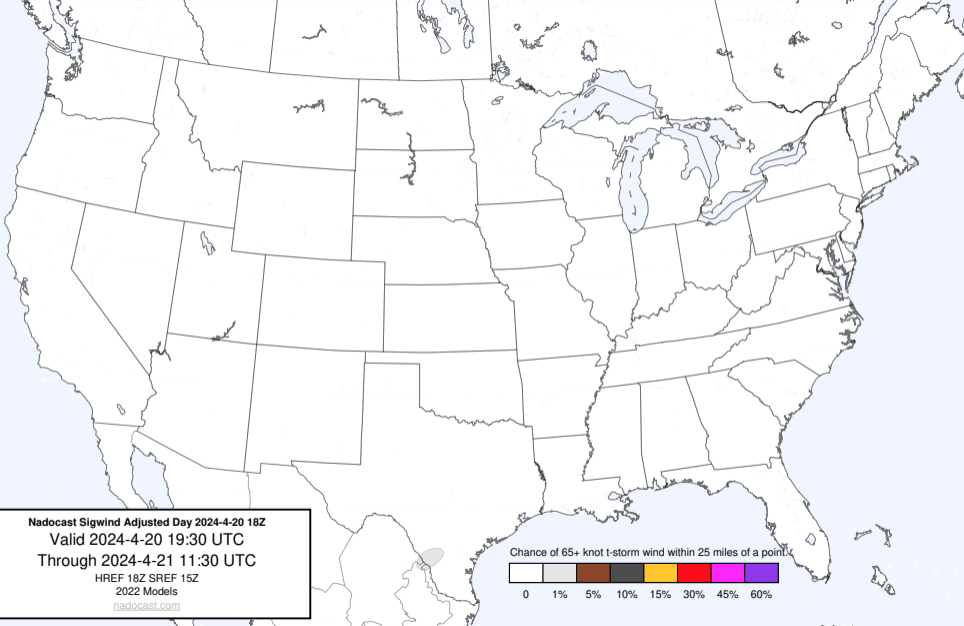 Nadocast Sigwind Adjusted Day 2024-4-20 18Z
Valid 2024-4-20 19:30 UTC
Through 2024-4-21 11:30 UTC
HREF 18Z SREF 15Z
2022 Models
nadocast.com
Chance of 65+ knot t-storm wind within 25 miles of a point.
0 1% 5% 10% 15% 30% 45% 60%